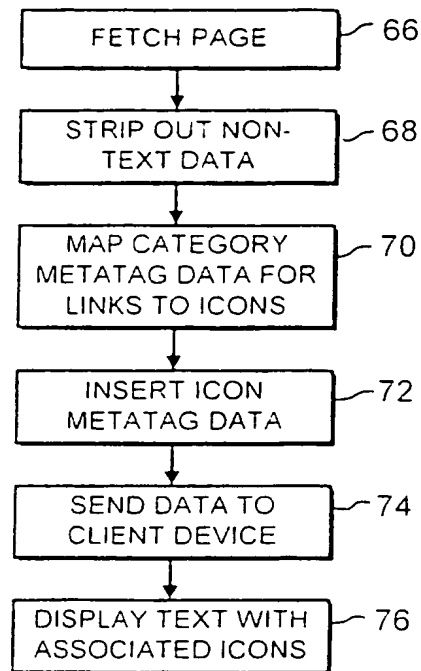 FETCH PAGE
66
STRIP OUT NON-
TEXT DATA
68
MAP CATEGORY
METATAG DATA FOR
LINKS TO ICONS
70
INSERT ICON
METATAG DATA
72
SEND DATA TO
CLIENT DEVICE
74
DISPLAY TEXT WITH
ASSOCIATED ICONS
76